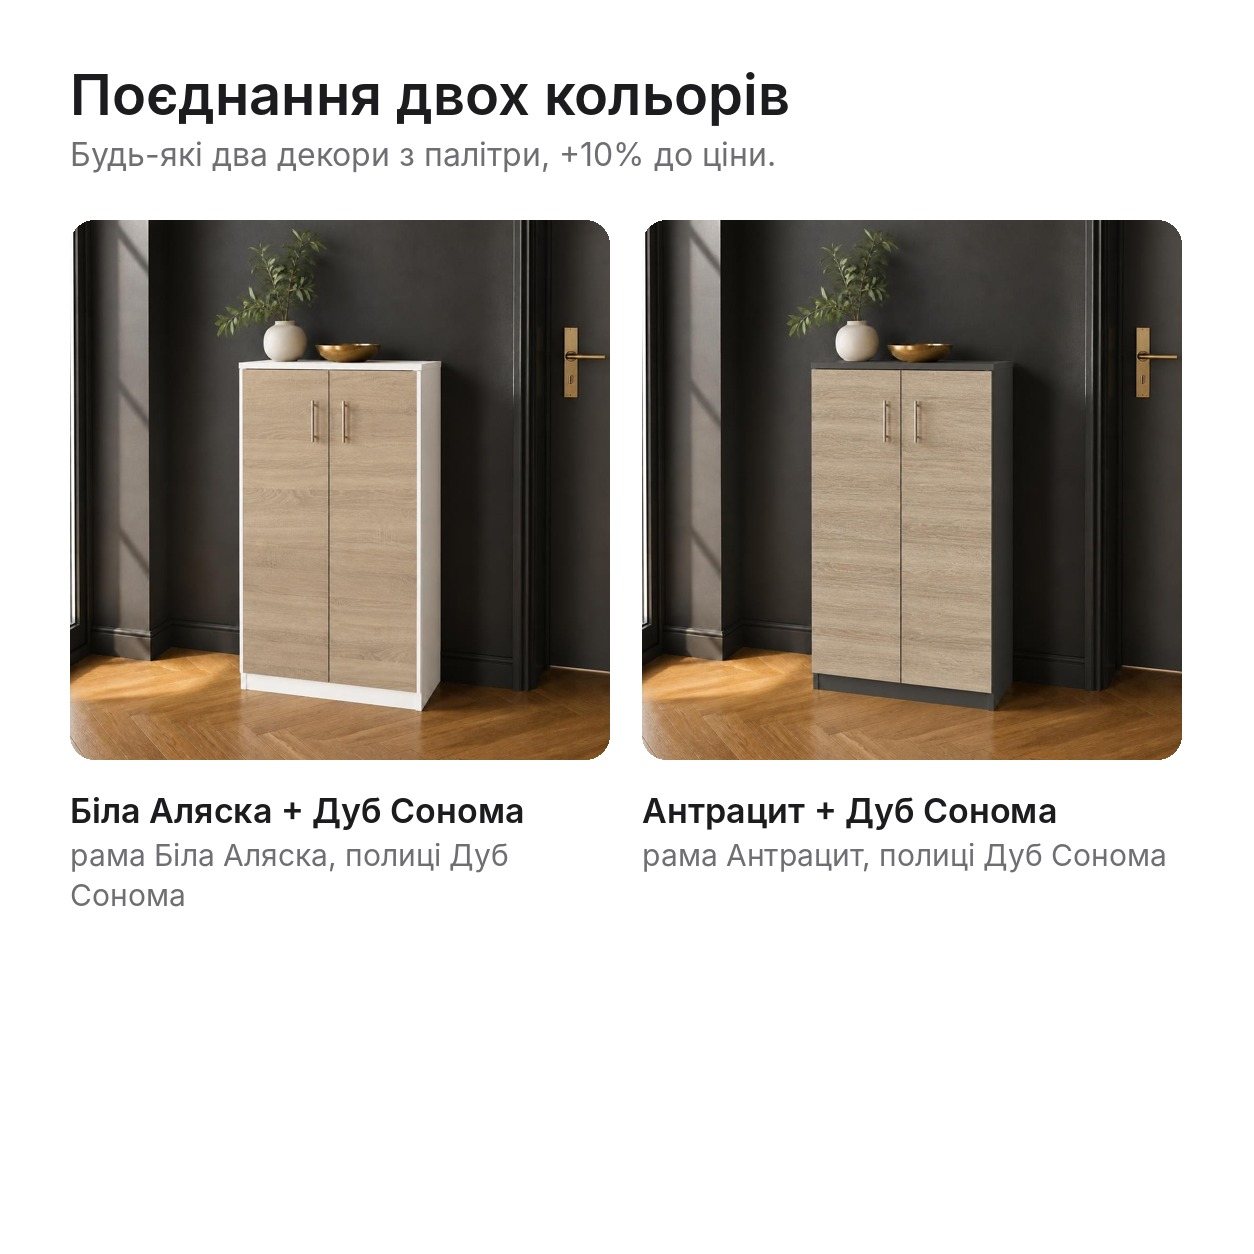 Поєднання двох кольорів
Будь-які два декори з палітри, +10% до ціни.
Біла Аляска + Дуб Сонома
рама Біла Аляска, полиці Дуб
Сонома
Антрацит + Дуб Сонома
рама Антрацит, полиці Дуб Сонома